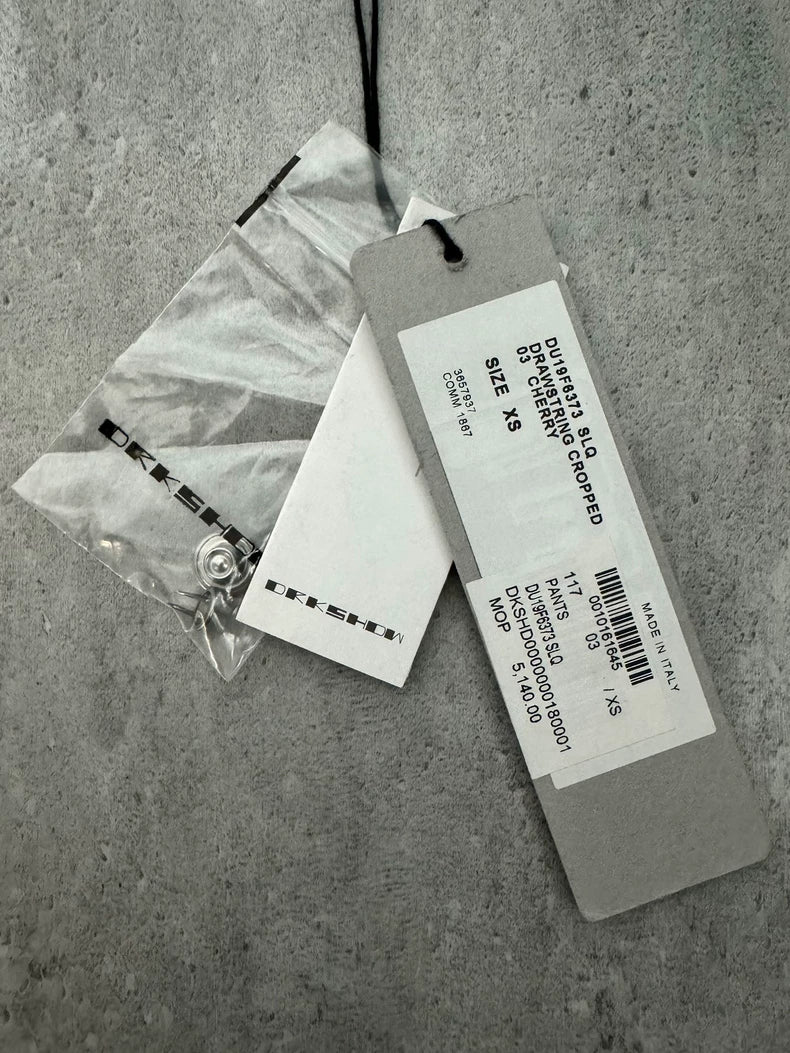 DRKSHDW
DRKSHDW
DU19F6373 SLQ
DRAWSTRING CROPPED
03 CHERRY
SIZE XS
3657937
COMM 1867
MADE IN ITALY
0010161645 / XS
03
117
PANTS
DU19F6373 SLQ
DKSHD0000000180001
MOP 5,140.00